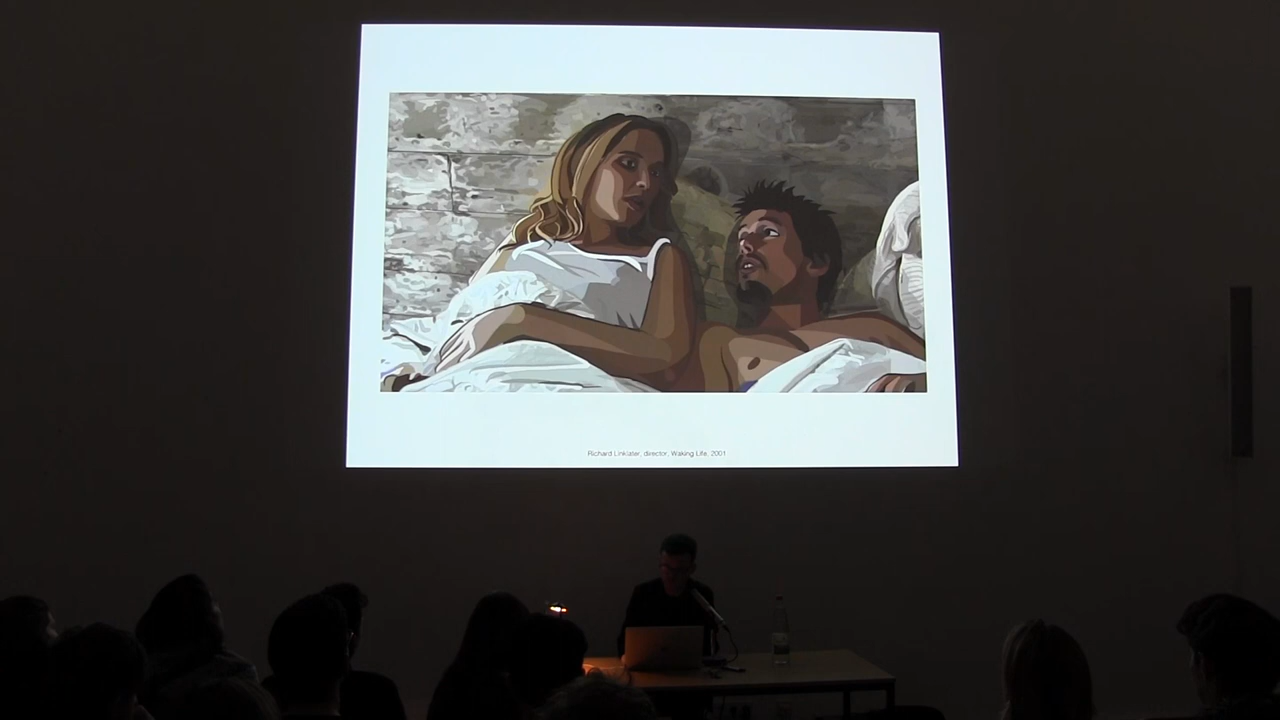 Richard Linklater, director, Waking Life, 2001